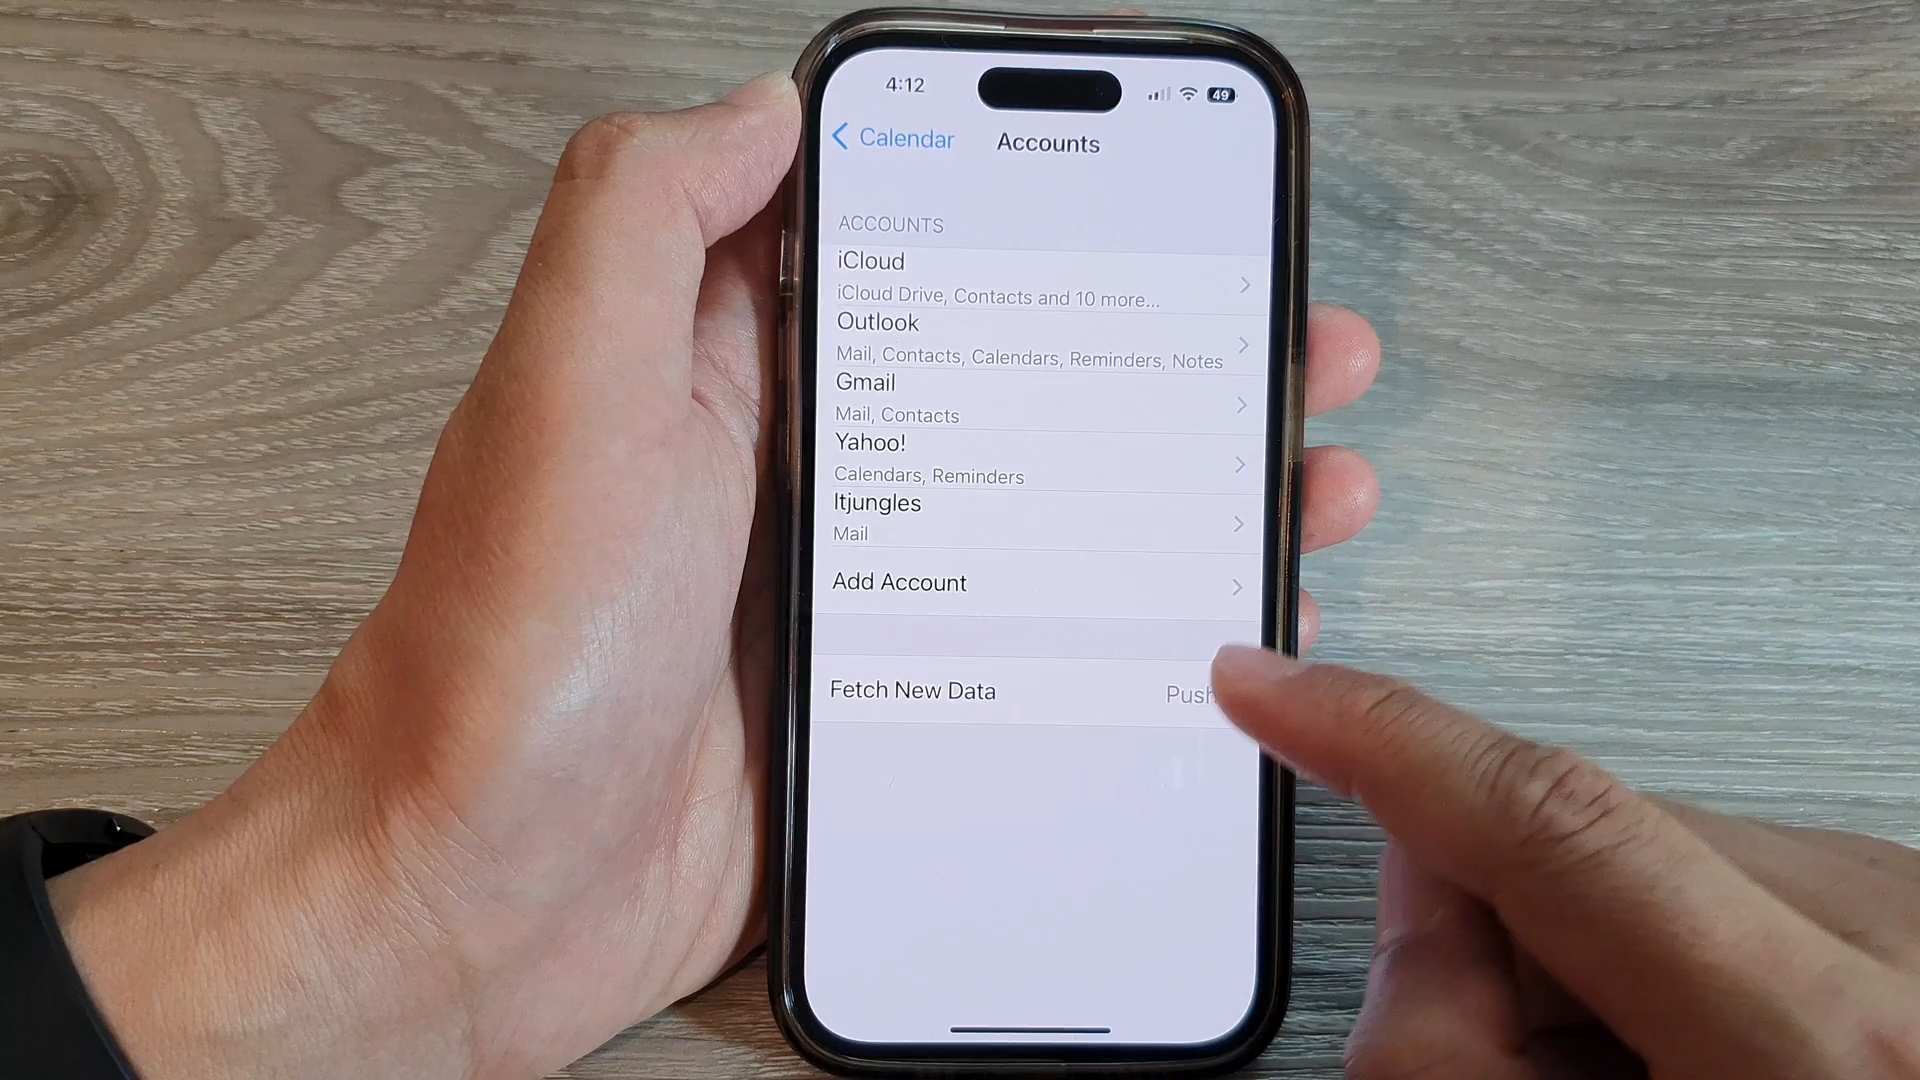 4:12
49
Calendar
Accounts
ACCOUNTS
iCloud
iCloud Drive, Contacts and 10 more...
Outlook
Mail, Contacts, Calendars, Reminders, Notes
Gmail
Mail, Contacts
Yahoo!
Calendars, Reminders
Itjungles
Mail
Add Account
Fetch New Data
Push